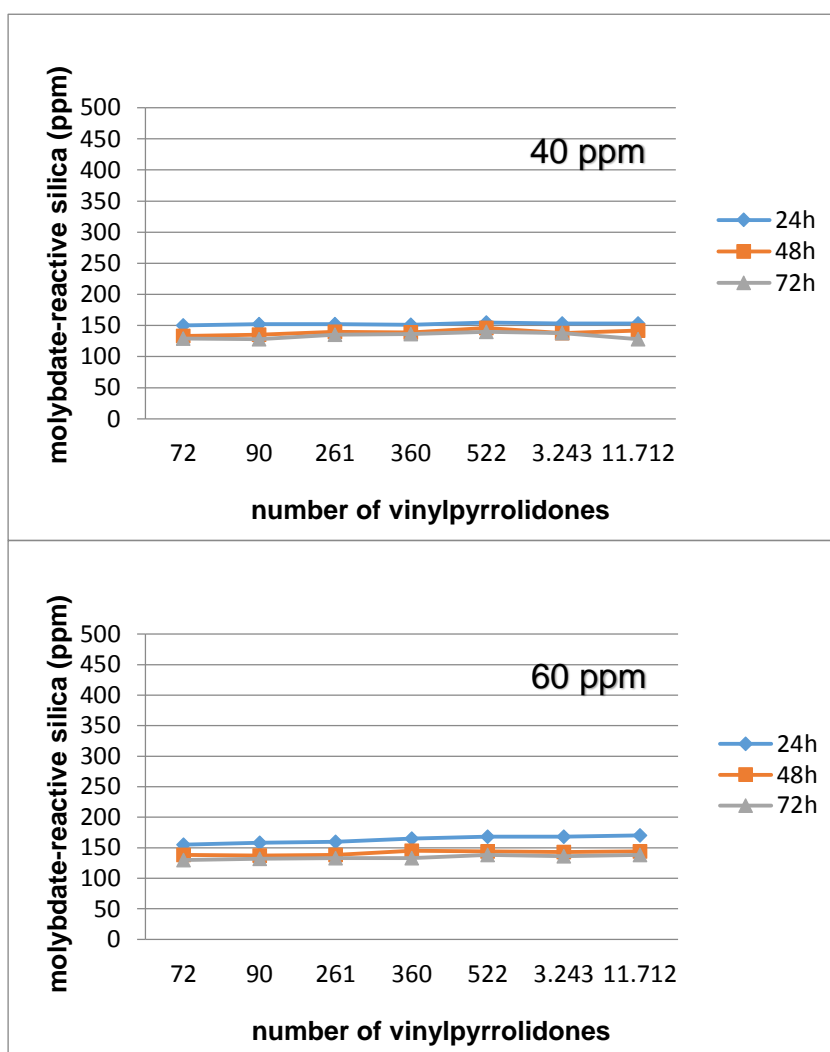 molybdate-reactive silica (ppm)
500
450
400
350
300
250
200
150
100
50
0
40 ppm
24h
48h
72h
72 90 261 360 522 3.243 11.712
number of vinylpyrrolidones
molybdate-reactive silica (ppm)
500
450
400
350
300
250
200
150
100
50
0
60 ppm
24h
48h
72h
72 90 261 360 522 3.243 11.712
number of vinylpyrrolidones